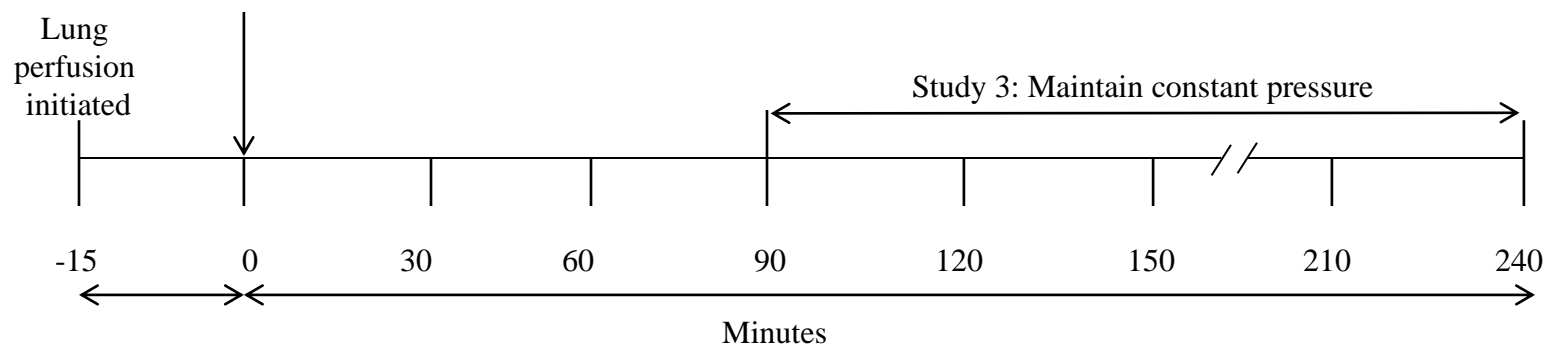 Lung
perfusion
initiated
Study 3: Maintain constant pressure
-15 0 30 60 90 120 150 210 240
Minutes